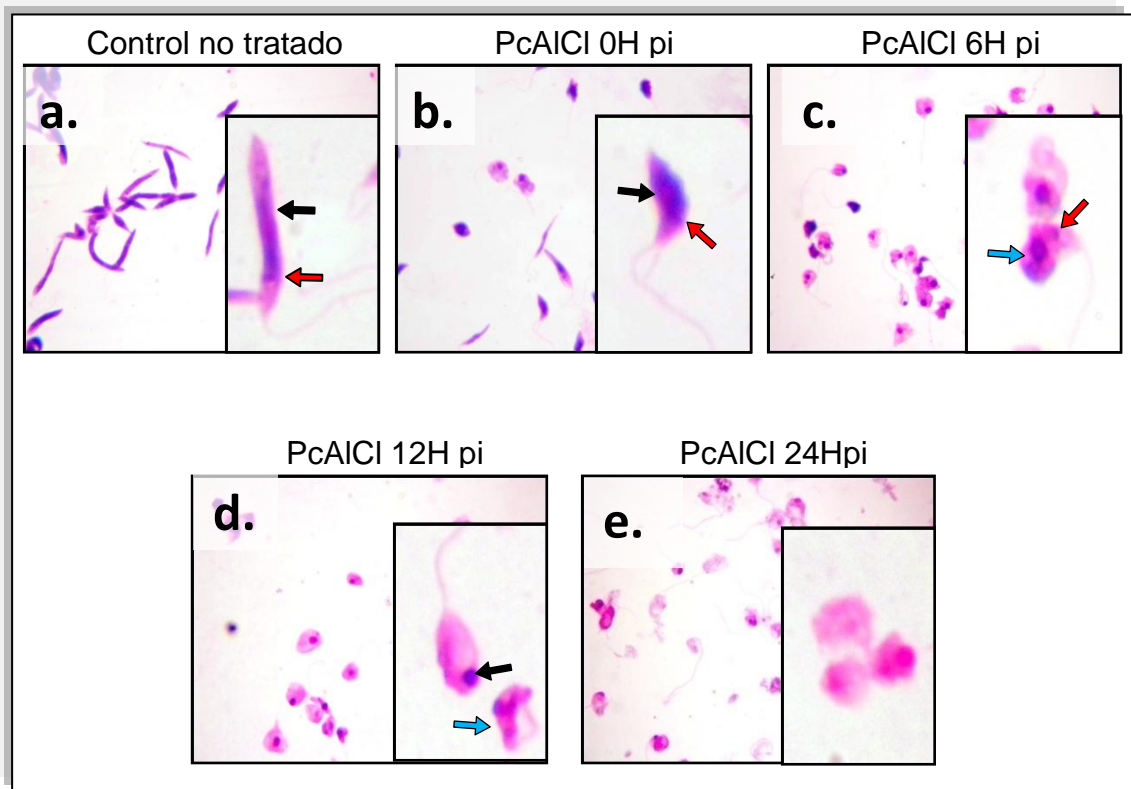 Control no tratado
PcAlCl 0H pi
PcAlCl 6H pi
a.
b.
c.
PcAlCl 12H pi
PcAlCl 24Hpi
d.
e.